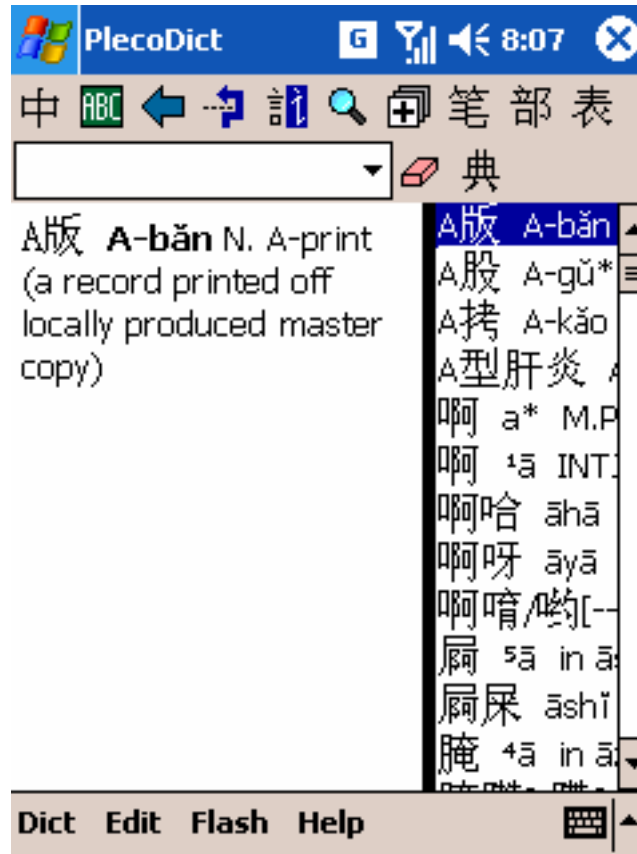 PlecoDict G 8:07
中 ABC 訂 笔 部 表
典
A版 A-bǎn N. A-print
(a record printed off
locally produced master
copy)
A版 A-bǎn
A股 A-gǔ*
A拷 A-kǎo
A型肝炎
啊 a* M.P
啊 ¹ā INT
啊哈 āhā
啊呀 āyā
啊唷/哟[--
屙 ⁵ā in ā
屙屎 āshǐ
腌 ⁴ā in ā
Dict Edit Flash Help